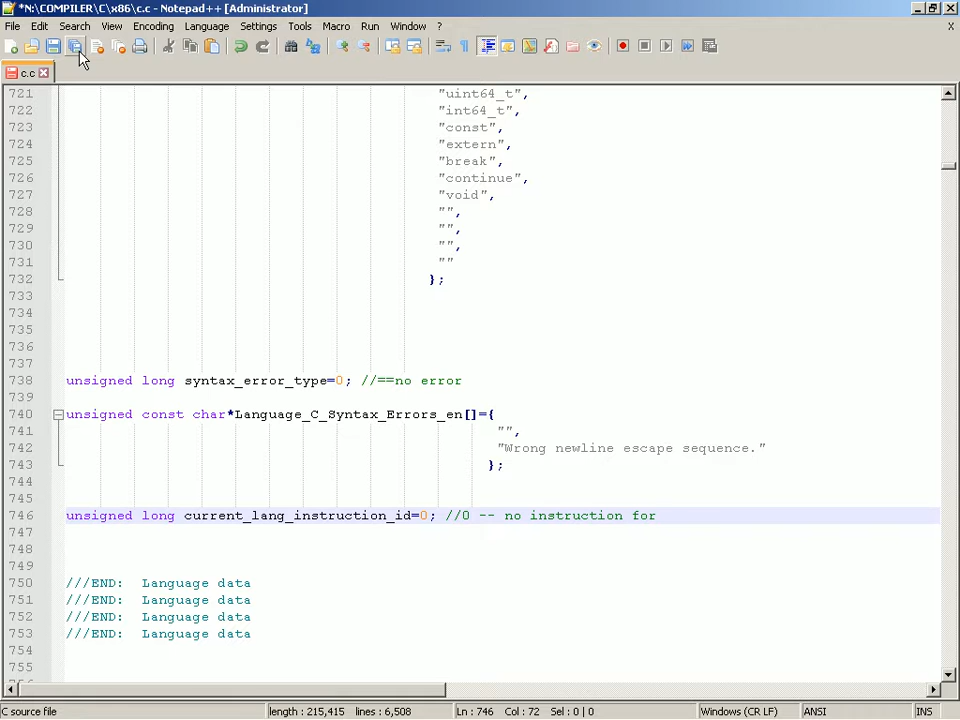 *N:\COMPILER\C\x86\c.c - Notepad++ [Administrator]
File Edit Search View Encoding Language Settings Tools Macro Run Window ? X
c.c
721 "uint64_t",
722 "int64_t",
723 "const",
724 "extern",
725 "break",
726 "continue",
727 "void",
728 "",
729 "",
730 "",
731 ""
732 };
733
734
735
736
737
738 unsigned long syntax_error_type=0; //==no error
739
740 unsigned const char*Language_C_Syntax_Errors_en[]={
741 "",
742 "Wrong newline escape sequence."
743 };
744
745
746 unsigned long current_lang_instruction_id=0; //0 -- no instruction for
747
748
749
750 ///END:  Language data
751 ///END:  Language data
752 ///END:  Language data
753 ///END:  Language data
754
755
C source file length : 215,415 lines : 6,508 Ln : 746 Col : 72 Sel : 0 | 0 Windows (CR LF) ANSI INS